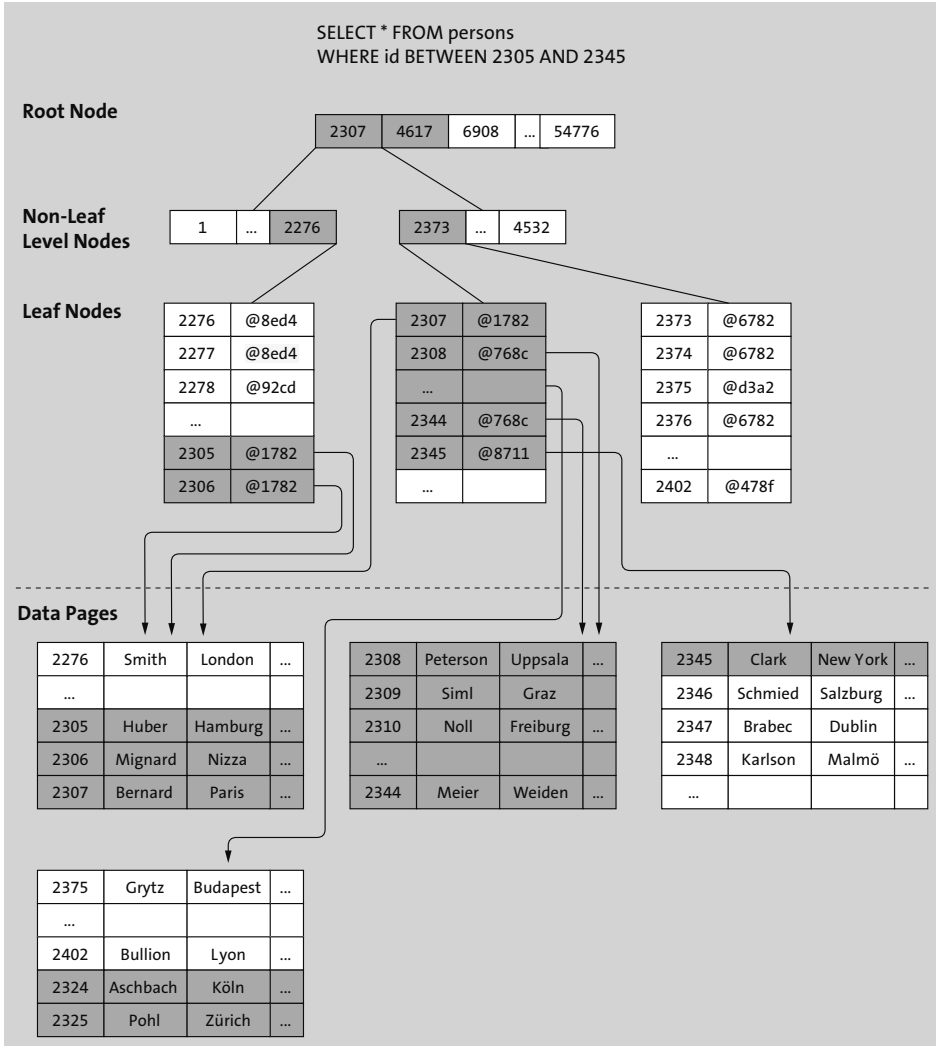 SELECT * FROM persons
WHERE id BETWEEN 2305 AND 2345
Root Node
2307 4617 6908 ... 54776
Non-Leaf
Level Nodes
1 ... 2276
2373 ... 4532
Leaf Nodes
2276 @8ed4
2277 @8ed4
2278 @92cd
...
2305 @1782
2306 @1782
2307 @1782
2308 @768c
...
2344 @768c
2345 @8711
...
2373 @6782
2374 @6782
2375 @d3a2
2376 @6782
...
2402 @478f
Data Pages
2276 Smith London ...
...
2305 Huber Hamburg ...
2306 Mignard Nizza ...
2307 Bernard Paris ...
2308 Peterson Uppsala ...
2309 Siml Graz
2310 Noll Freiburg ...
...
2344 Meier Weiden ...
2345 Clark New York ...
2346 Schmied Salzburg ...
2347 Brabec Dublin
2348 Karlson Malmö ...
...
2375 Grytz Budapest ...
...
2402 Bullion Lyon ...
2324 Aschbach Köln ...
2325 Pohl Zürich ...